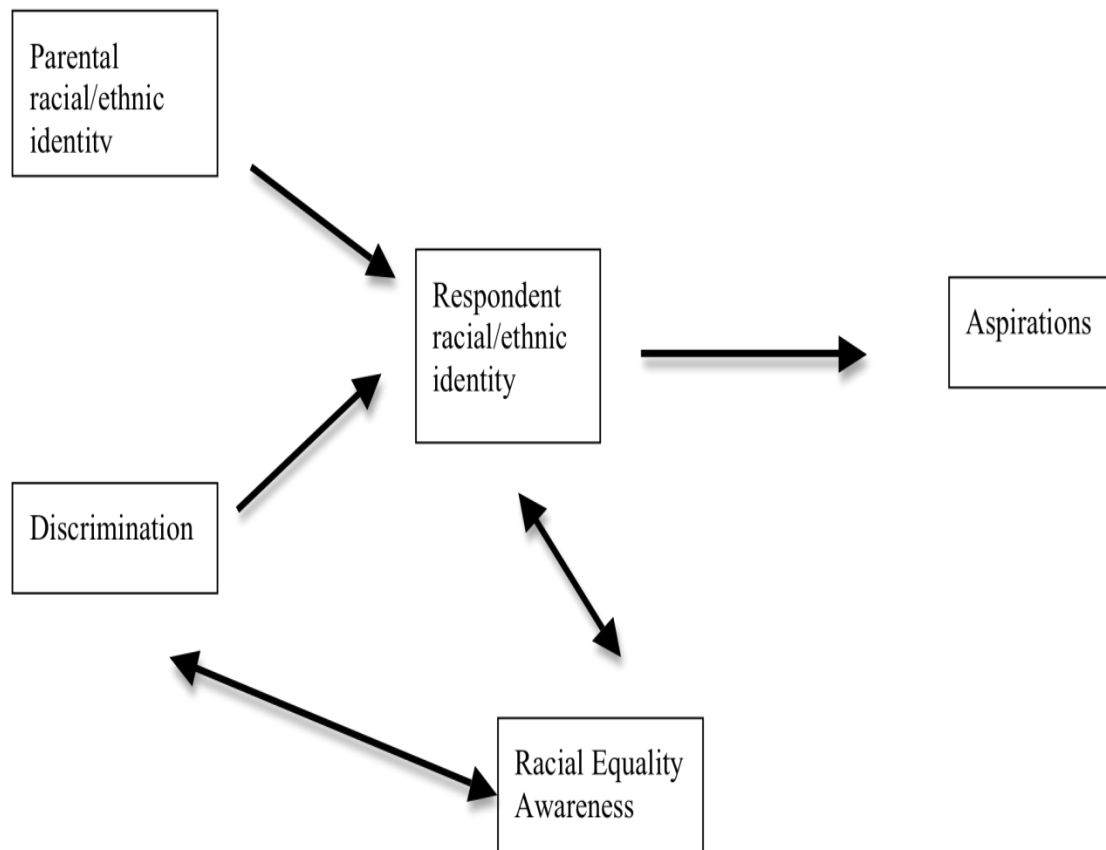 Parental
racial/ethnic
identity
Respondent
racial/ethnic
identity
Aspirations
Discrimination
Racial Equality
Awareness